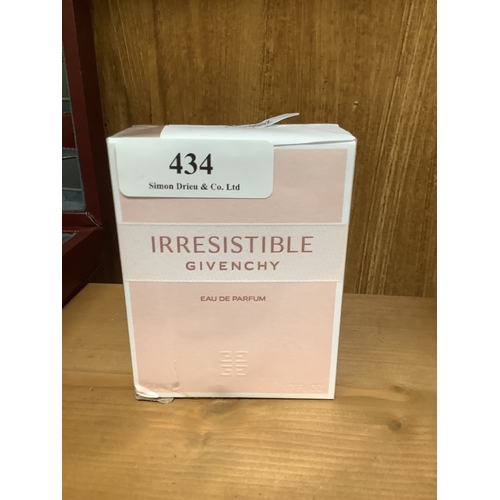 434
Simon Drieu & Co. Ltd
IRRESISTIBLE
GIVENCHY
EAU DE PARFUM